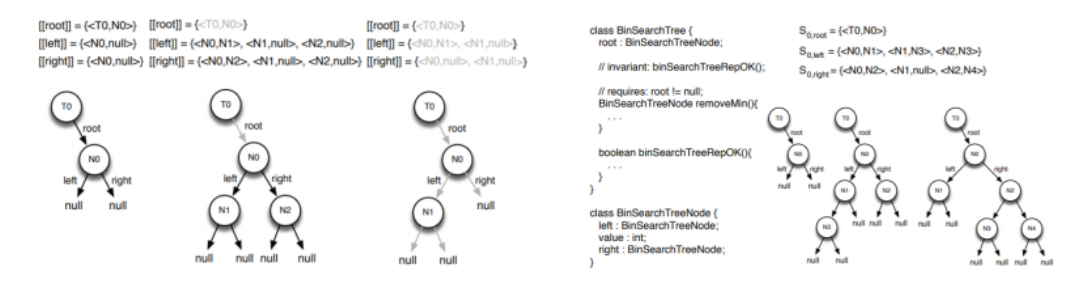 [[root]] = {<T0,N0>} [[root]] = {<T0,N0>} [[root]] = {<T0,N0>}
[[left]] = {<N0,null>} [[left]] = {<N0,N1>, <N1,null>, <N2,null>} [[left]] = {<N0,N1>, <N1,null>}
[[right]] = {<N0,null>} [[right]] = {<N0,N2>, <N1,null>, <N2,null>} [[right]] = {<N0,null>, <N1,null>}
T0
root
N0
left right
null null
T0
root
N0
left right
N1 N2
null null null null
T0
root
N0
left right
N1 null
null null
class BinSearchTree {
root : BinSearchTreeNode;
// invariant: binSearchTreeRepOK();
// requires: root != null;
BinSearchTreeNode removeMin(){
. . .
}
boolean binSearchTreeRepOK(){
. . .
}
}
class BinSearchTreeNode {
left : BinSearchTreeNode;
value : int;
right : BinSearchTreeNode;
}
S0,root = {<T0,N0>}
S0,left = {<N0,N1>, <N1,N3>, <N2,N3>}
S0,right = {<N0,N2>, <N1,null>, <N2,N4>}
T0
root
N0
left right
null null
T0
root
N0
left right
N1 N2
N3 null null null
null null
T0
root
N0
left right
N1 N2
null null N3 N4
null null null null